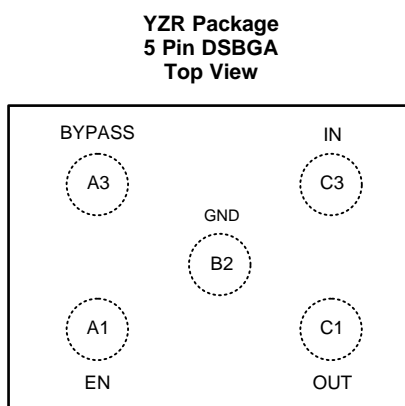 YZR Package
5 Pin DSBGA
Top View
BYPASS IN
A3 C3
GND
B2
A1 C1
EN OUT